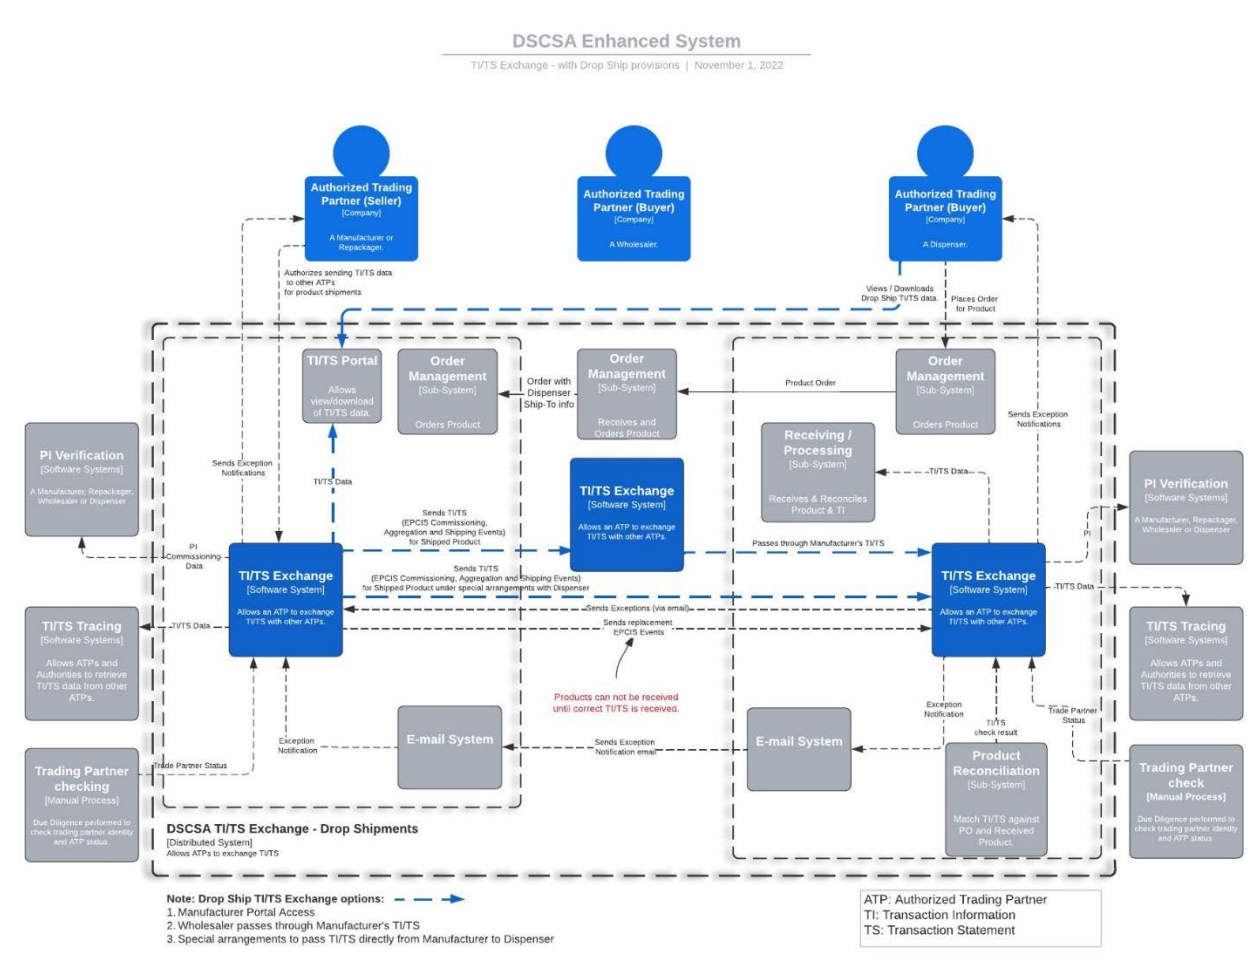 DSCSA Enhanced System
TI/TS Exchange - with Drop Ship provisions | November 1, 2022
Authorized Trading
Partner (Seller)
[Company]
A Manufacturer or
Repackager.
Authorized Trading
Partner (Buyer)
[Company]
A Wholesaler.
Authorized Trading
Partner (Buyer)
[Company]
A Dispenser.
Authorizes sending TI/TS data
to other ATPs
for product shipments
Views / Downloads
Drop Ship TI/TS data.
Places Order
for Product
TI/TS Portal
Allows
view/download
of TI/TS data.
Order
Management
[Sub-System]
Orders Product
Order with
Dispenser
Ship-To info
Order
Management
[Sub-System]
Receives and
Orders Product
Product Order
Order
Management
[Sub-System]
Orders Product
Sends Exception
Notifications
Sends Exception
Notifications
PI Verification
[Software Systems]
A Manufacturer, Repackager,
Wholesaler or Dispenser
Receiving /
Processing
[Sub-System]
Receives & Reconciles
Product & TI
TI/TS Data
TI/TS Data
PI Verification
[Software Systems]
A Manufacturer, Repackager,
Wholesaler or Dispenser
TI/TS Exchange
[Software System]
Allows an ATP to exchange
TI/TS with other ATPs.
Sends TI/TS
(EPCIS Commissioning,
Aggregation and Shipping Events)
for Shipped Product
Passes through Manufacturer's TI/TS
PI
Commissioning
Data
PI
TI/TS Exchange
[Software System]
Allows an ATP to exchange
TI/TS with other ATPs.
Sends TI/TS
(EPCIS Commissioning, Aggregation and Shipping Events)
for Shipped Product under special arrangements with Dispenser
TI/TS Exchange
[Software System]
Allows an ATP to exchange
TI/TS with other ATPs.
TI/TS Data
Sends Exceptions (via email)
Sends replacement
EPCIS Events
TI/TS Data
TI/TS Tracing
[Software Systems]
Allows ATPs and
Authorities to retrieve
TI/TS data from other
ATPs.
TI/TS Tracing
[Software Systems]
Allows ATPs and
Authorities to retrieve
TI/TS data from other
ATPs.
Products can not be received
until correct TI/TS is received.
Exception
Notification
E-mail System
Sends Exception
Notification email
E-mail System
Exception
Notification
TI/TS
check result
Trade Partner
Status
Trade Partner Status
Trading Partner
checking
[Manual Process]
Due Diligence performed to
check trading partner identity
and ATP status.
Product
Reconciliation
[Sub-System]
Match TI/TS against
PO and Received
Product.
Trading Partner
check
[Manual Process]
Due Diligence performed to
check trading partner identity
and ATP status.
DSCSA TI/TS Exchange - Drop Shipments
[Distributed System]
Allows ATPs to exchange TI/TS
Note: Drop Ship TI/TS Exchange options:
1. Manufacturer Portal Access
2. Wholesaler passes through Manufacturer's TI/TS
3. Special arrangements to pass TI/TS directly from Manufacturer to Dispenser
ATP: Authorized Trading Partner
TI: Transaction Information
TS: Transaction Statement